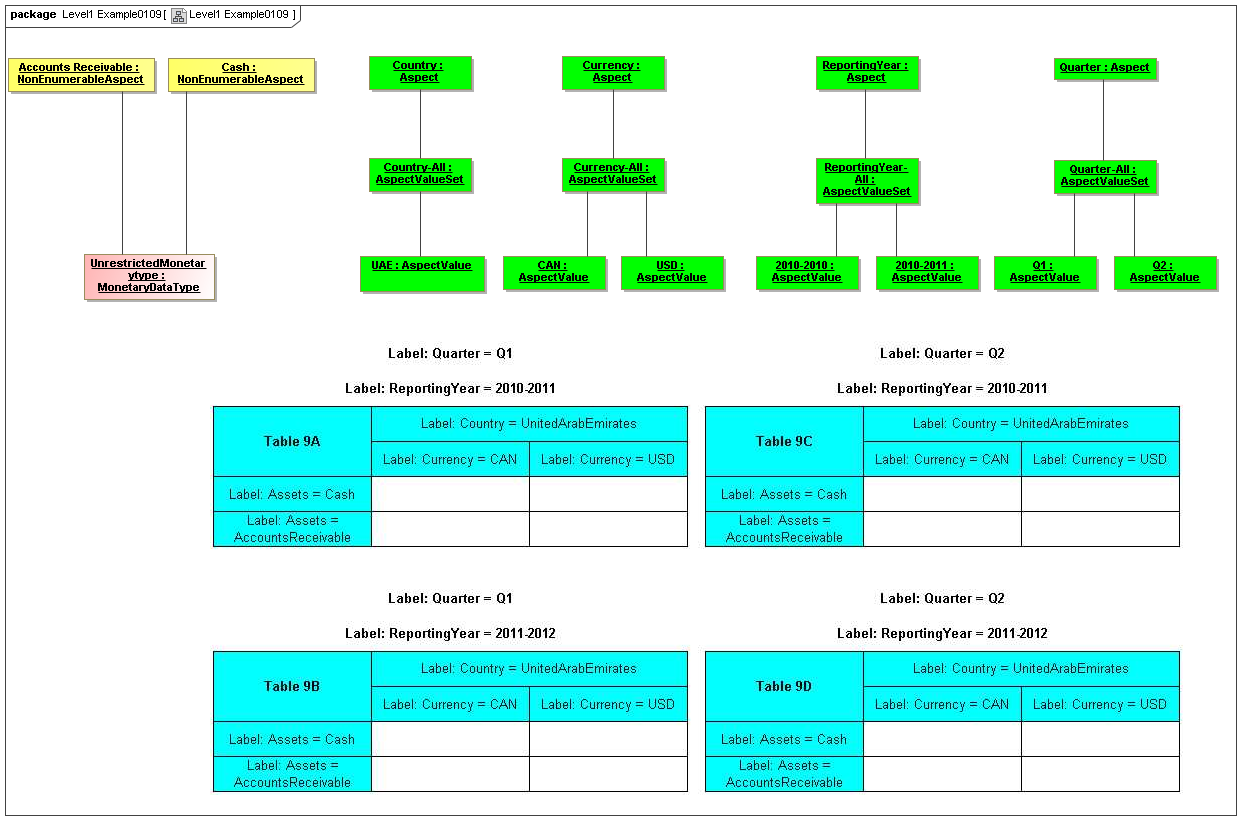 package Level1 Example0109[ Level1 Example0109 ]
Accounts Receivable :
NonEnumerableAspect
Cash :
NonEnumerableAspect
Country :
Aspect
Currency :
Aspect
ReportingYear :
Aspect
Quarter : Aspect
Country-All :
AspectValueSet
Currency-All :
AspectValueSet
ReportingYear-
All :
AspectValueSet
Quarter-All :
AspectValueSet
UnrestrictedMonetar
ytype :
MonetaryDataType
UAE : AspectValue
CAN :
AspectValue
USD :
AspectValue
2010-2010 :
AspectValue
2010-2011 :
AspectValue
Q1 :
AspectValue
Q2 :
AspectValue
Label: Quarter = Q1
Label: ReportingYear = 2010-2011
Table 9A
Label: Country = UnitedArabEmirates
Label: Currency = CAN
Label: Currency = USD
Label: Assets = Cash
Label: Assets =
AccountsReceivable
Label: Quarter = Q2
Label: ReportingYear = 2010-2011
Table 9C
Label: Country = UnitedArabEmirates
Label: Currency = CAN
Label: Currency = USD
Label: Assets = Cash
Label: Assets =
AccountsReceivable
Label: Quarter = Q1
Label: ReportingYear = 2011-2012
Table 9B
Label: Country = UnitedArabEmirates
Label: Currency = CAN
Label: Currency = USD
Label: Assets = Cash
Label: Assets =
AccountsReceivable
Label: Quarter = Q2
Label: ReportingYear = 2011-2012
Table 9D
Label: Country = UnitedArabEmirates
Label: Currency = CAN
Label: Currency = USD
Label: Assets = Cash
Label: Assets =
AccountsReceivable